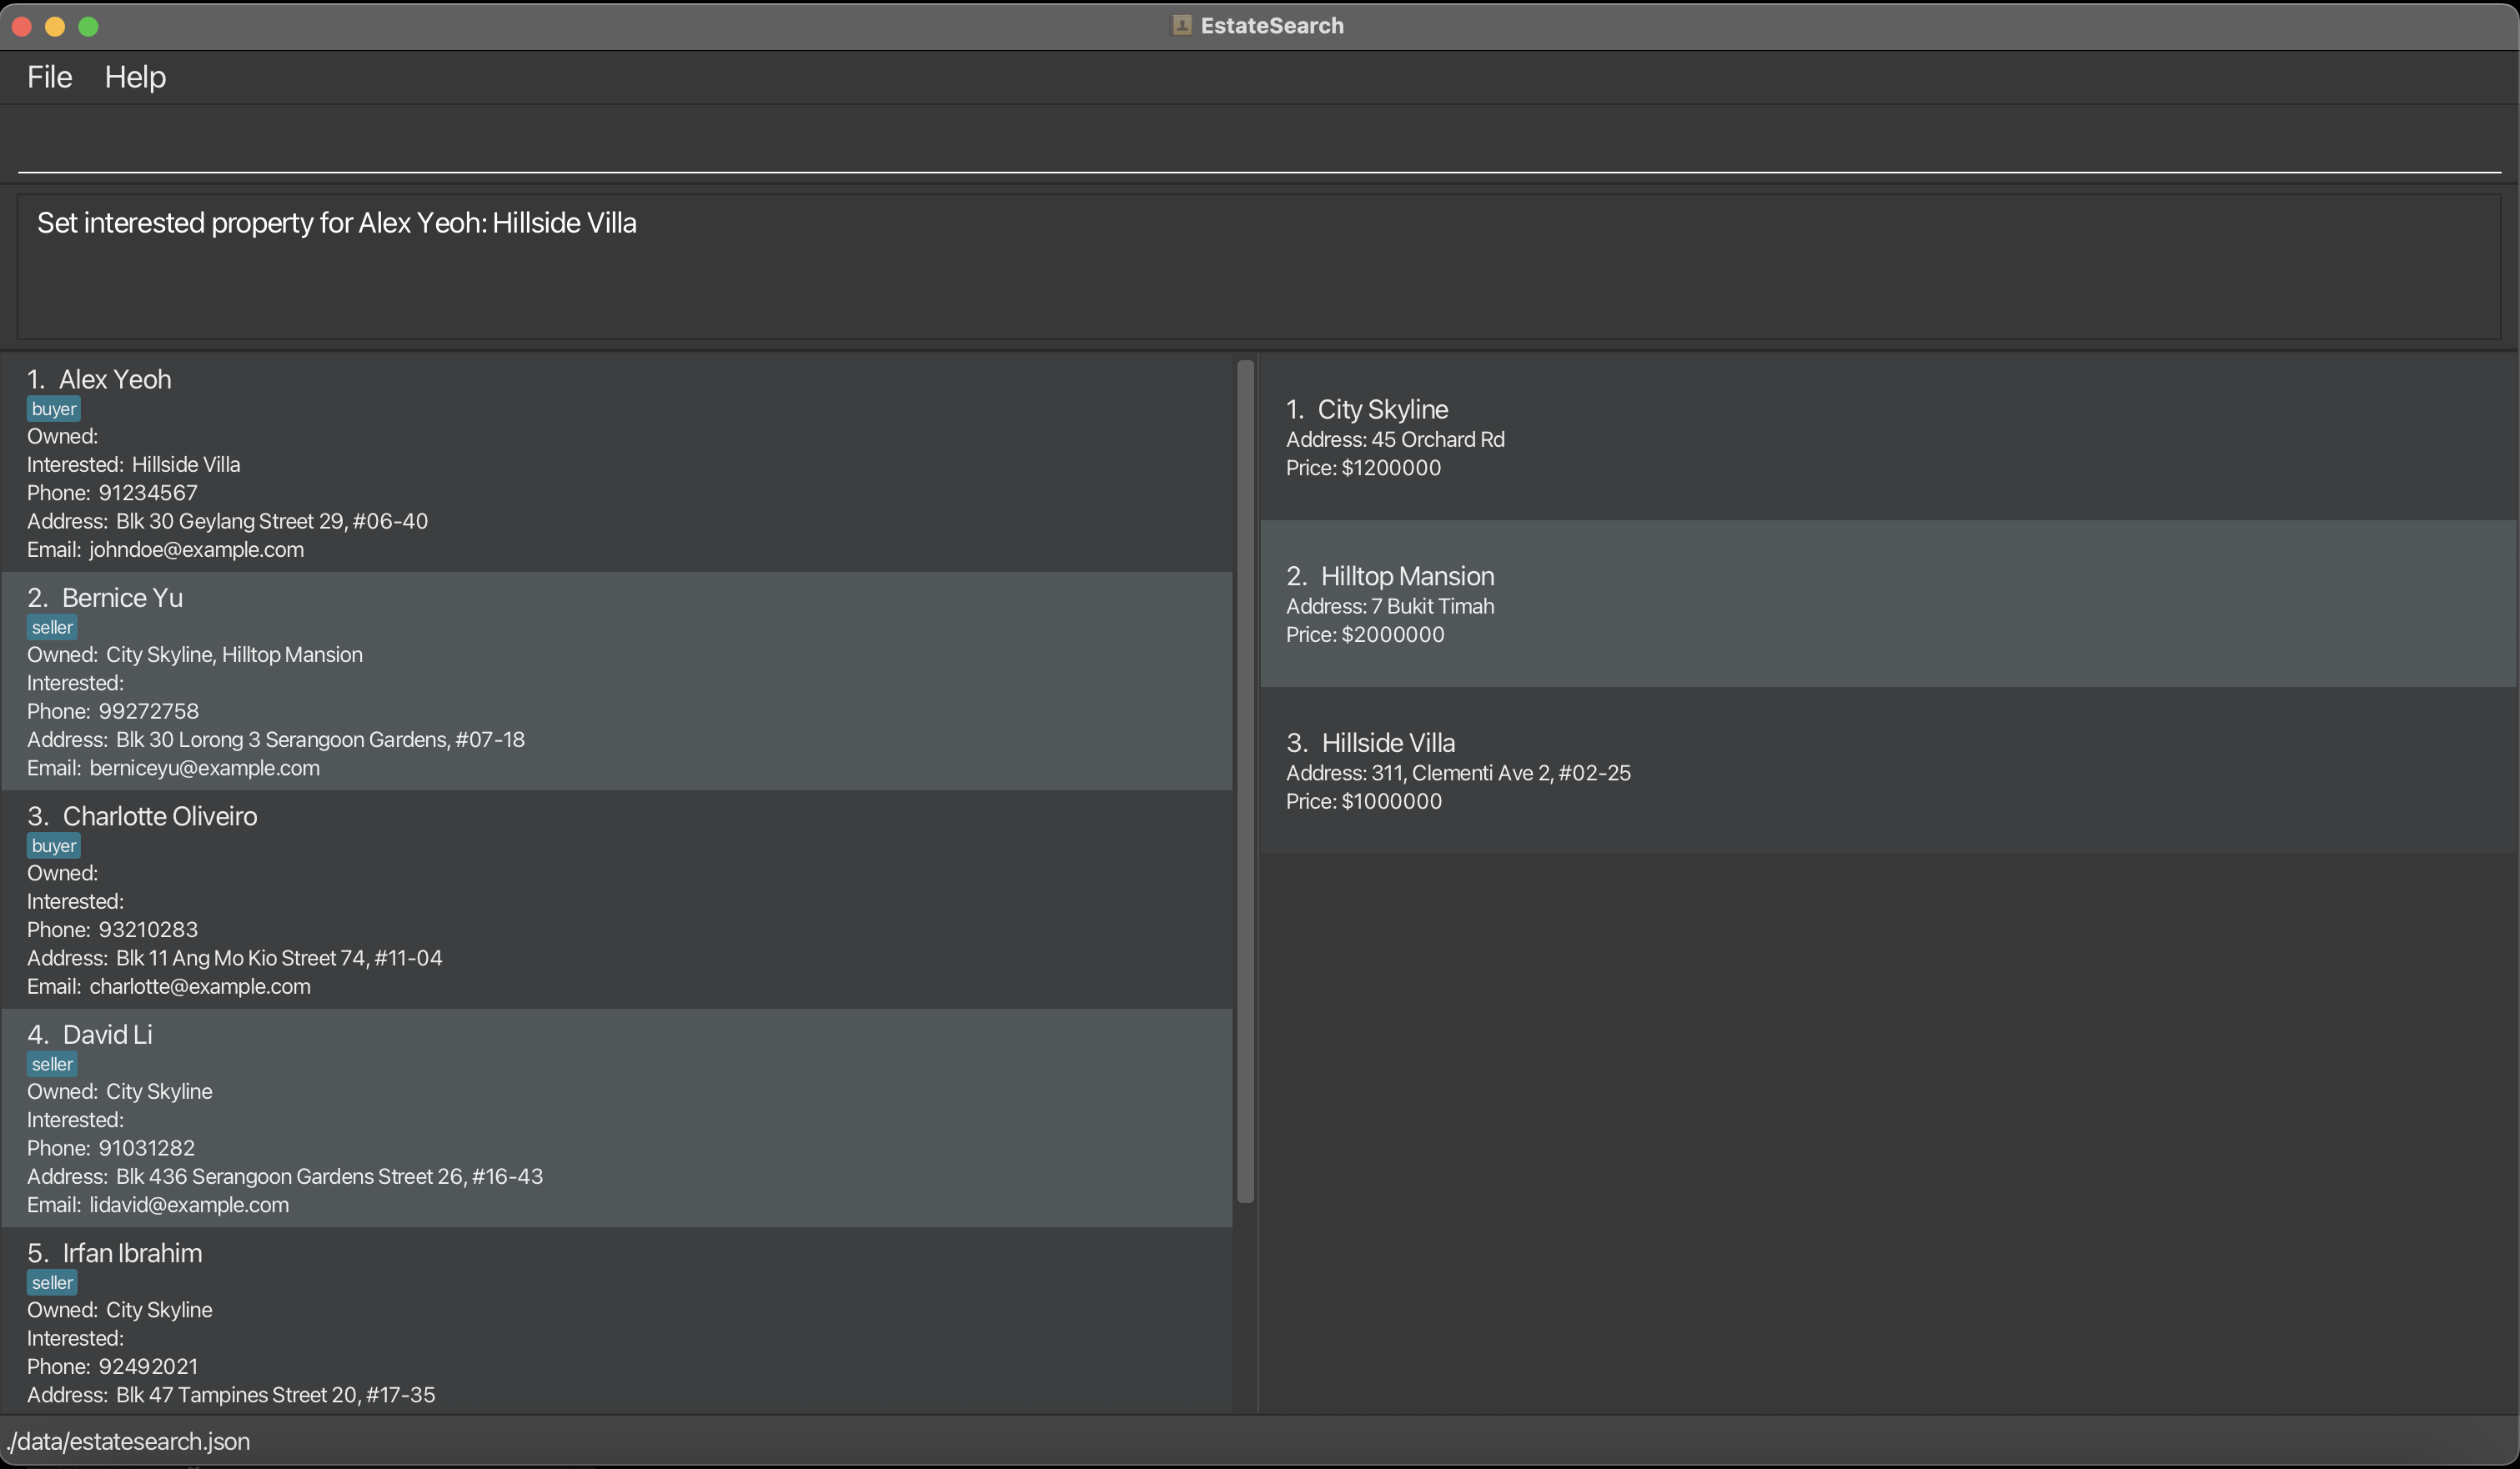 EstateSearch
File Help
Set interested property for Alex Yeoh: Hillside Villa
1. Alex Yeoh
buyer
Owned:
Interested: Hillside Villa
Phone: 91234567
Address: Blk 30 Geylang Street 29, #06-40
Email: johndoe@example.com
2. Bernice Yu
seller
Owned: City Skyline, Hilltop Mansion
Interested:
Phone: 99272758
Address: Blk 30 Lorong 3 Serangoon Gardens, #07-18
Email: berniceyu@example.com
3. Charlotte Oliveiro
buyer
Owned:
Interested:
Phone: 93210283
Address: Blk 11 Ang Mo Kio Street 74, #11-04
Email: charlotte@example.com
4. David Li
seller
Owned: City Skyline
Interested:
Phone: 91031282
Address: Blk 436 Serangoon Gardens Street 26, #16-43
Email: lidavid@example.com
5. Irfan Ibrahim
seller
Owned: City Skyline
Interested:
Phone: 92492021
Address: Blk 47 Tampines Street 20, #17-35
1. City Skyline
Address: 45 Orchard Rd
Price: $1200000
2. Hilltop Mansion
Address: 7 Bukit Timah
Price: $2000000
3. Hillside Villa
Address: 311, Clementi Ave 2, #02-25
Price: $1000000
./data/estatesearch.json